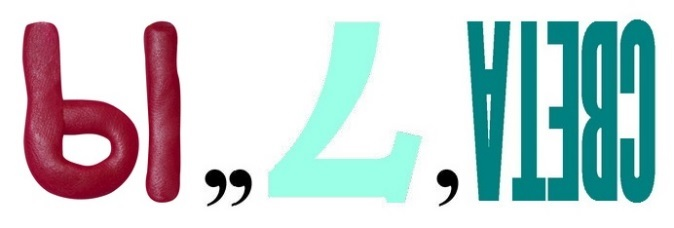 Ы ,, 7 , СВЕТА